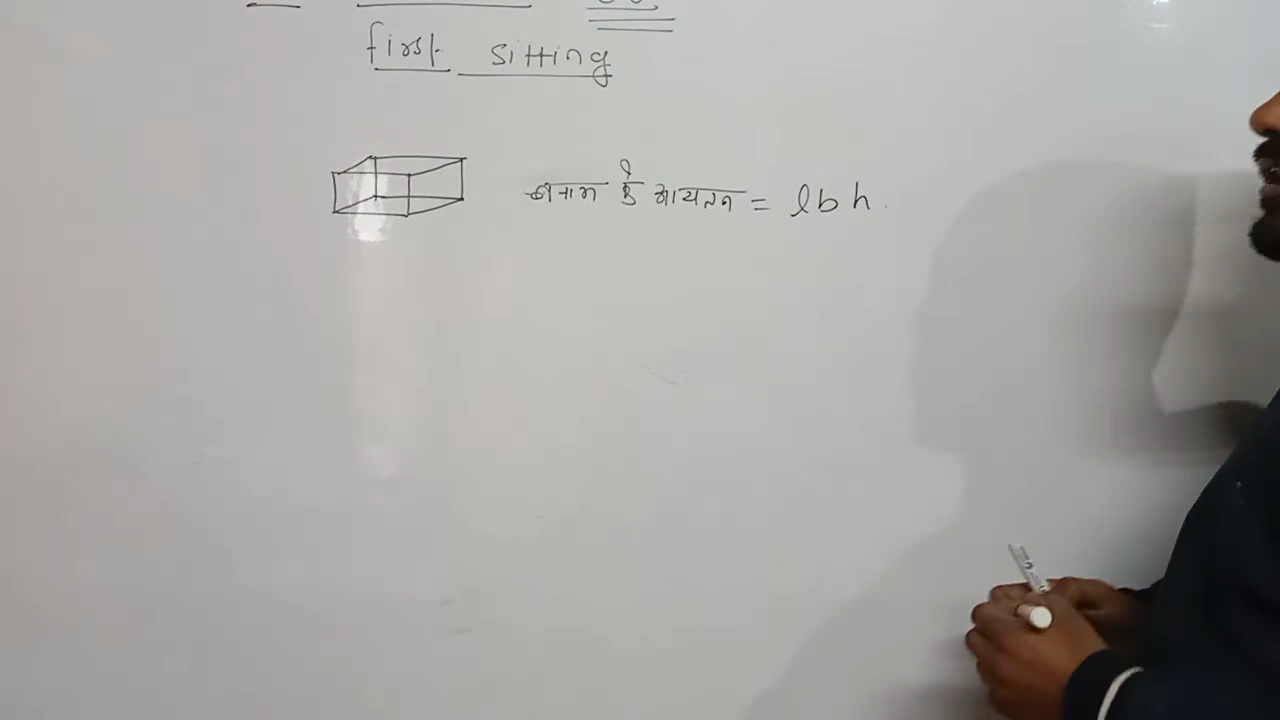 first sitting
घनाभ के आयतन = l b h